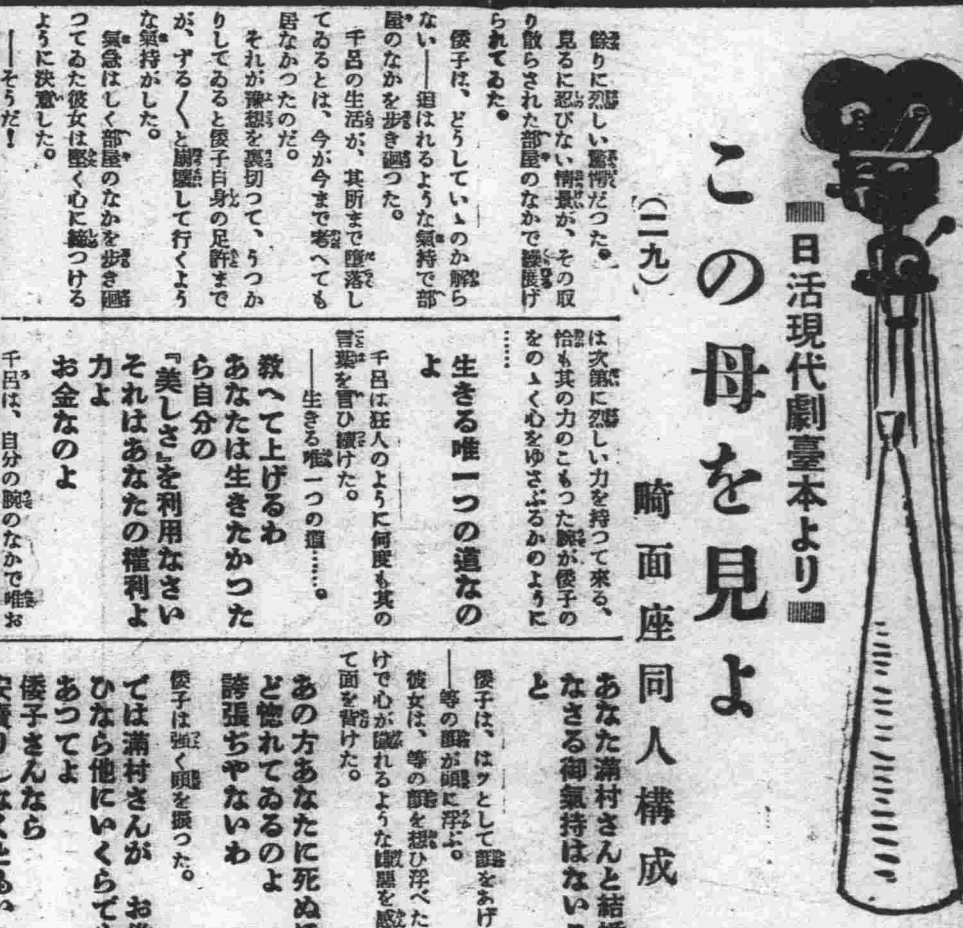 日活現代劇臺本より
この母を見よ
(二九)
畸面座同人構成
餘りに烈しい驚愕だつた。
見るに忍びない情景が、その取
り散らされた部屋のなかで展げ
られてゐた。
倭子は、どうしていゝのか解ら
ない――追はれるような氣持で部
屋のなかを歩き廻つた。
千呂の生活が、其所まで墮落し
てゐるとは、今が今まで考へても
居なかつたのだ。
それが豫想を裏切つて、うつか
りしてゐると倭子自身の足許まで
が、ずる〱と崩壞して行くよう
な氣持がした。
氣急はしく部屋のなかを歩き廻
つてゐた彼女は堅く心に締つける
ように決意した。
――そうだ!
は次第に烈しい力を持つて來る、
恰も其の力のこもつた腕が倭子の
をのゝく心をゆさぶるかのように
……
生きる唯一つの道なの
よ
千呂は狂人のように何度も其の
言葉を言ひ續けた。
――生きる唯一つの道……。
教へて上げるわ
あなたは生きたかつた
ら自分の
『美しさ』を利用なさい
それはあなたの權利よ
力よ
お金なのよ
千呂は、自分の腕のなかで唯お
あなた滿村さんと結婚
なさる御氣持はない
と
倭子は、はッとして顏をあげ
――等の顏が頭に浮ぶ。
彼女は、等の顏を想ひ浮べた
けで心が
れるような
を感
て面を背けた。
あの方あなたに死ぬほ
ど惚れてゐるのよ
誇張ぢやないわ
倭子は強く頭を振つた。
では滿村さんが お
ひなら他にいくらで
あつてよ
倭子さんなら
しなくともい